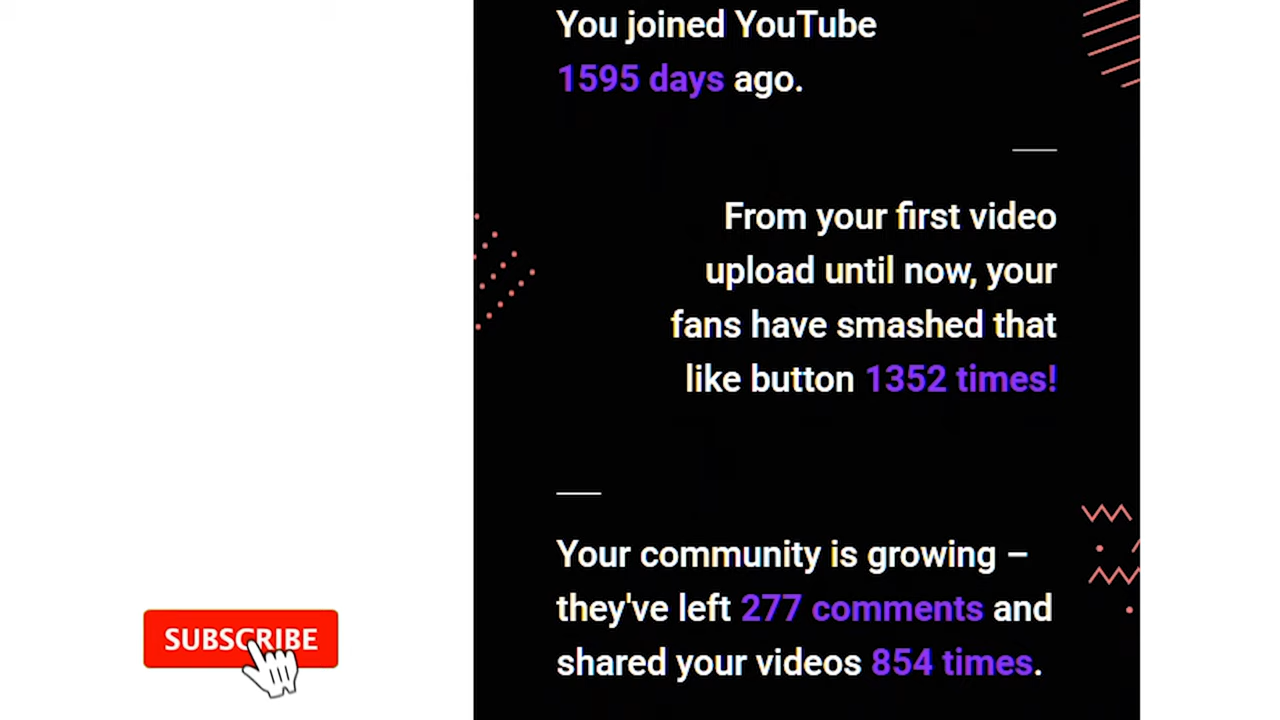 You joined YouTube
1595 days ago.
From your first video
upload until now, your
fans have smashed that
like button 1352 times!
Your community is growing –
they've left 277 comments and
shared your videos 854 times.
SUBSCRIBE